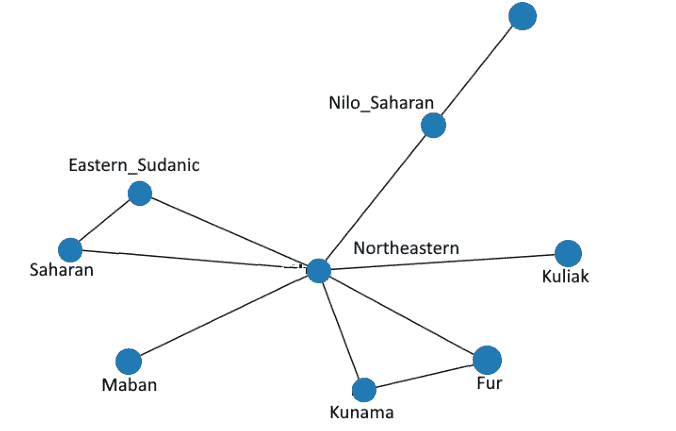 Nilo_Saharan
Eastern_Sudanic
Northeastern
Saharan
Kuliak
Maban
Fur
Kunama